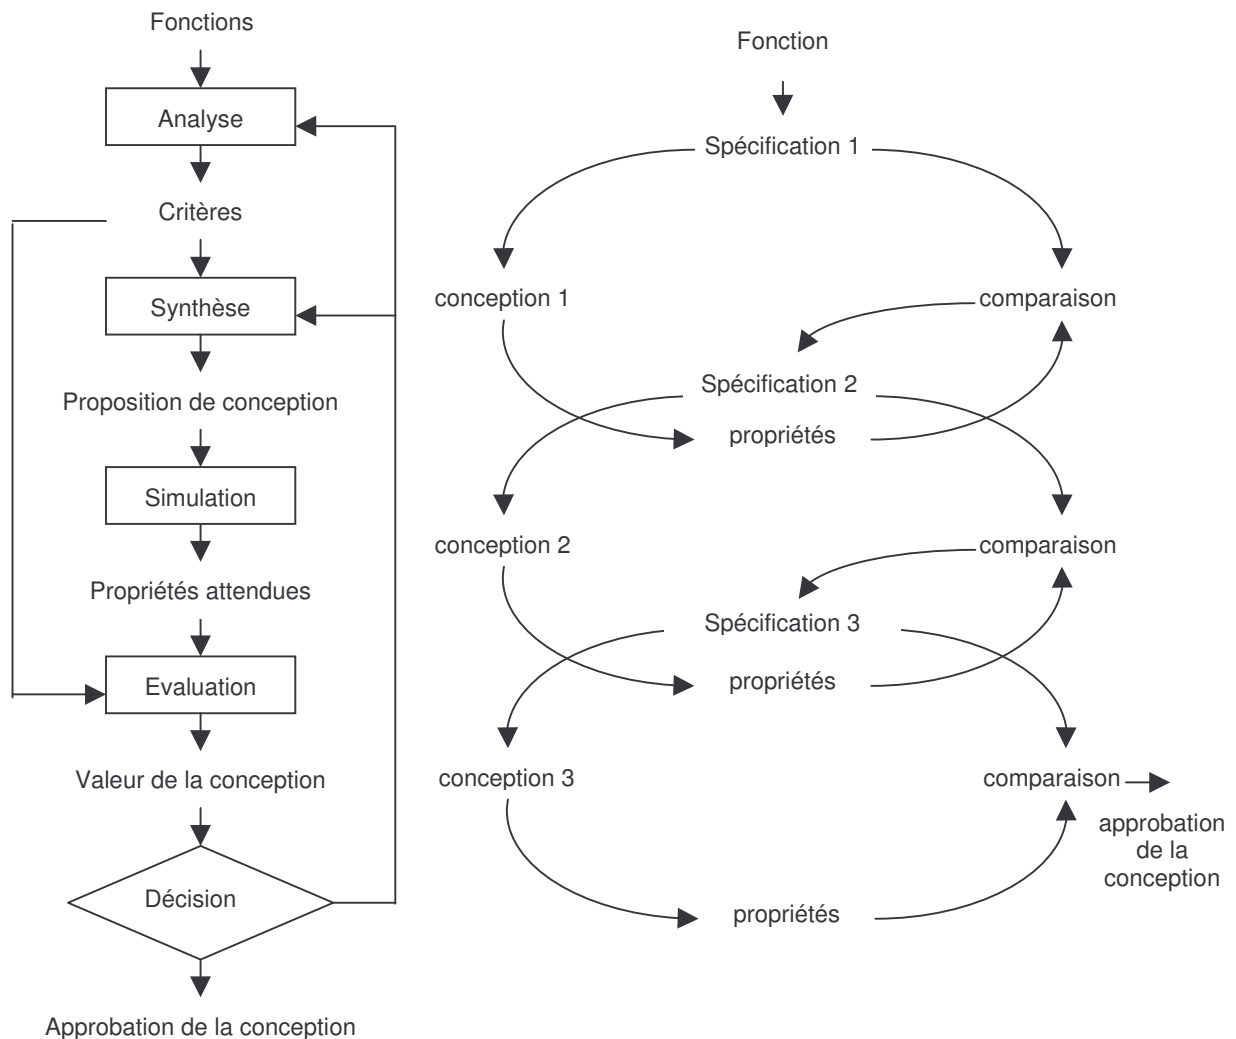 Fonctions
Analyse
Critères
Synthèse
Proposition de conception
Simulation
Propriétés attendues
Evaluation
Valeur de la conception
Décision
Approbation de la conception
Fonction
Spécification 1
conception 1
comparaison
Spécification 2
propriétés
conception 2
comparaison
Spécification 3
propriétés
conception 3
comparaison
approbation
de la
conception
propriétés